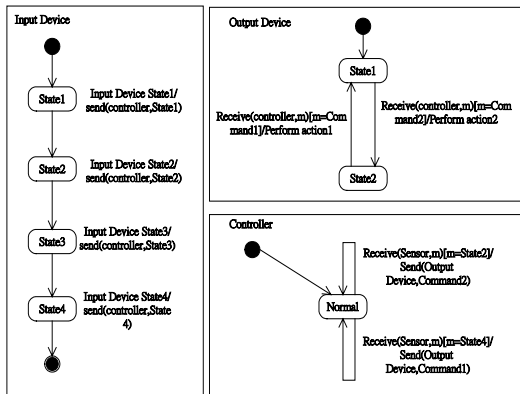 Input Device
State1
Input Device State1/
send(controller,State1)
State2
Input Device State2/
send(controller,State2)
State3
Input Device State3/
send(controller,State3)
State4
Input Device State4/
send(controller,State
4)
Output Device
State1
Receive(controller,m)[m=Com
mand1]/Perform action1
Receive(controller,m)[m=Com
mand2]/Perform action2
State2
Controller
Receive(Sensor,m)[m=State2]/
Send(Output
Device,Command2)
Normal
Receive(Sensor,m)[m=State4]/
Send(Output
Device,Command1)